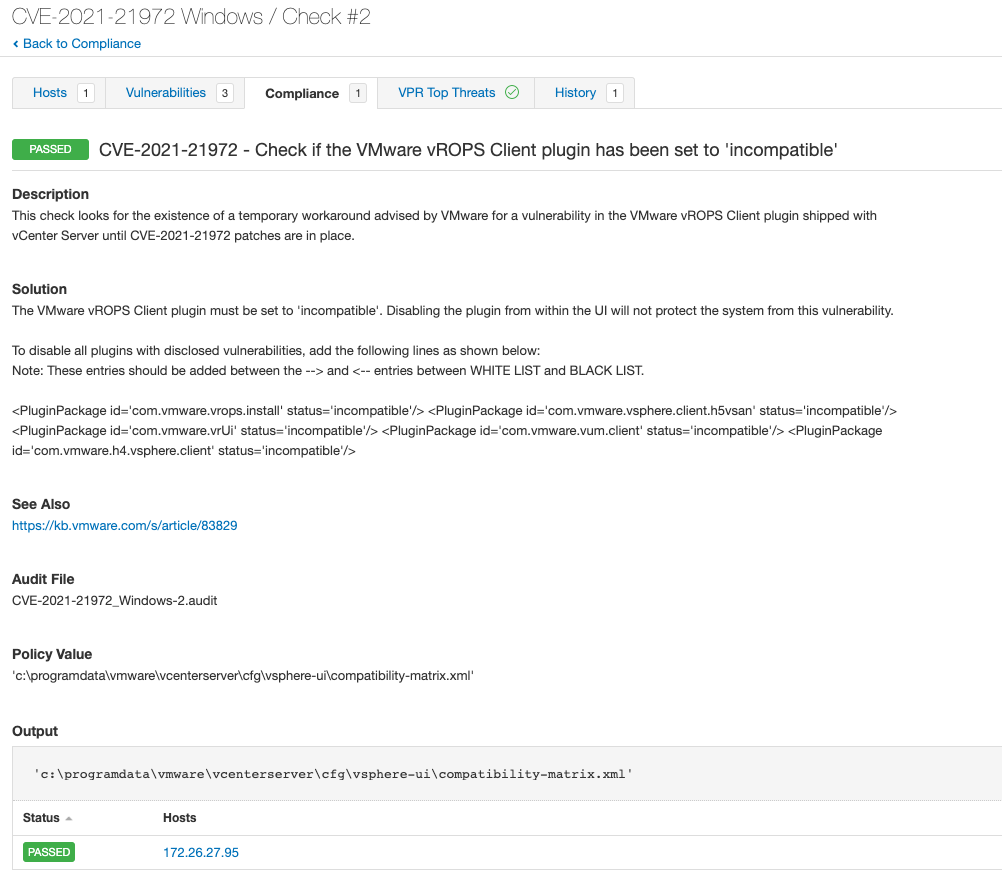 CVE-2021-21972 Windows / Check #2
‹ Back to Compliance
Hosts 1 Vulnerabilities 3 Compliance 1 VPR Top Threats History 1
PASSED CVE-2021-21972 - Check if the VMware vROPS Client plugin has been set to 'incompatible'
Description
This check looks for the existence of a temporary workaround advised by VMware for a vulnerability in the VMware vROPS Client plugin shipped with
vCenter Server until CVE-2021-21972 patches are in place.
Solution
The VMware vROPS Client plugin must be set to 'incompatible'. Disabling the plugin from within the UI will not protect the system from this vulnerability.
To disable all plugins with disclosed vulnerabilities, add the following lines as shown below:
Note: These entries should be added between the --> and <-- entries between WHITE LIST and BLACK LIST.
<PluginPackage id='com.vmware.vrops.install' status='incompatible'/> <PluginPackage id='com.vmware.vsphere.client.h5vsan' status='incompatible'/>
<PluginPackage id='com.vmware.vrUi' status='incompatible'/> <PluginPackage id='com.vmware.vum.client' status='incompatible'/> <PluginPackage
id='com.vmware.h4.vsphere.client' status='incompatible'/>
See Also
https://kb.vmware.com/s/article/83829
Audit File
CVE-2021-21972_Windows-2.audit
Policy Value
'c:\programdata\vmware\vcenterserver\cfg\vsphere-ui\compatibility-matrix.xml'
Output
'c:\programdata\vmware\vcenterserver\cfg\vsphere-ui\compatibility-matrix.xml'
Status Hosts
PASSED 172.26.27.95